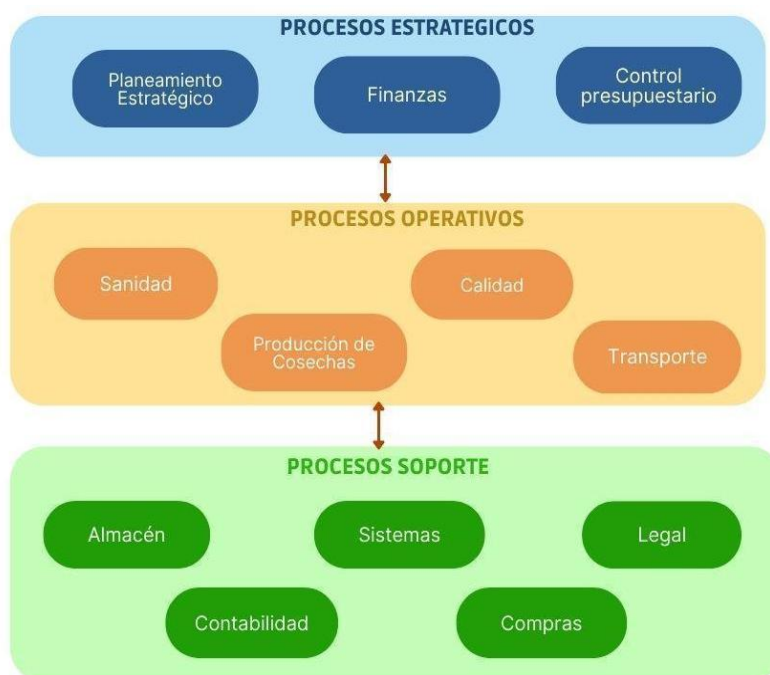 PROCESOS ESTRATEGICOS
Planeamiento
Estratégico
Finanzas
Control
presupuestario
PROCESOS OPERATIVOS
Sanidad
Calidad
Producción de
Cosechas
Transporte
PROCESOS SOPORTE
Almacén
Sistemas
Legal
Contabilidad
Compras